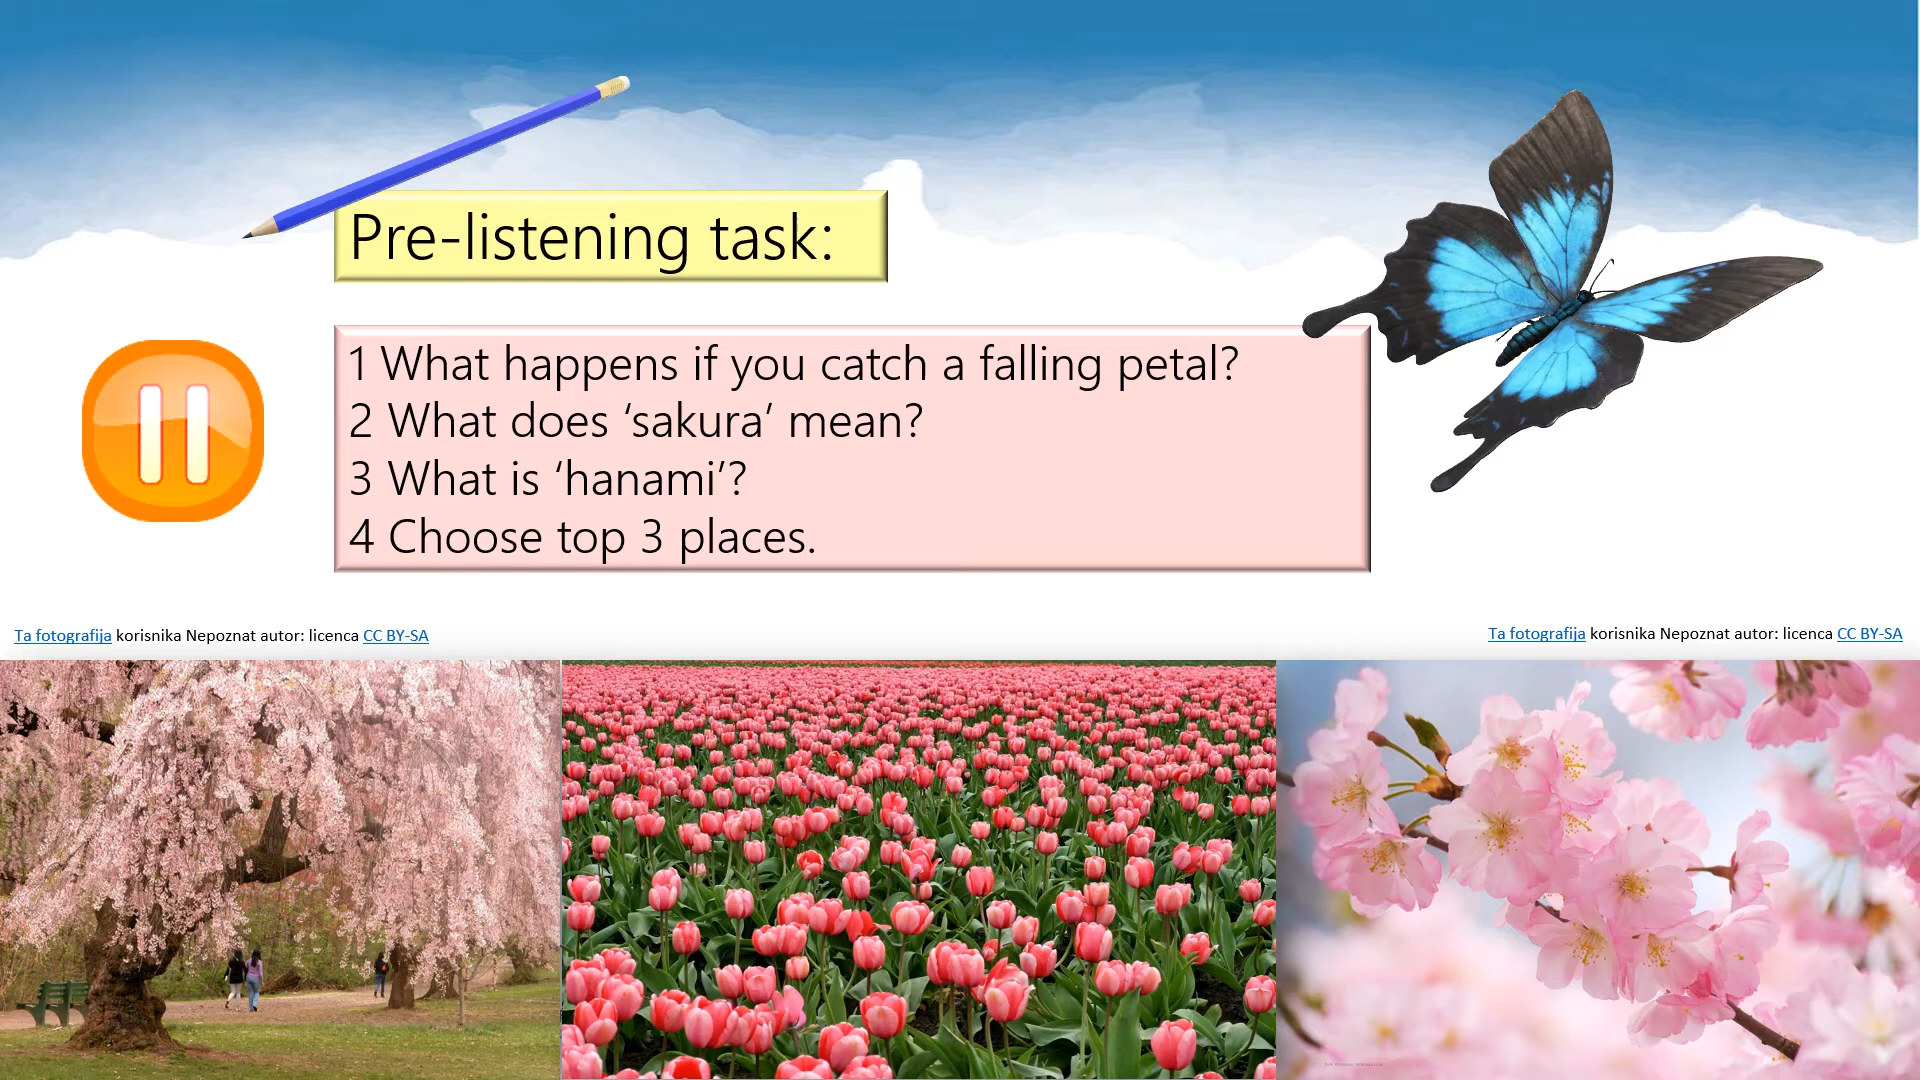 Pre-listening task:
1 What happens if you catch a falling petal?
2 What does ‘sakura’ mean?
3 What is ‘hanami’?
4 Choose top 3 places.
Ta fotografija korisnika Nepoznat autor: licenca CC BY-SA
Ta fotografija korisnika Nepoznat autor: licenca CC BY-SA